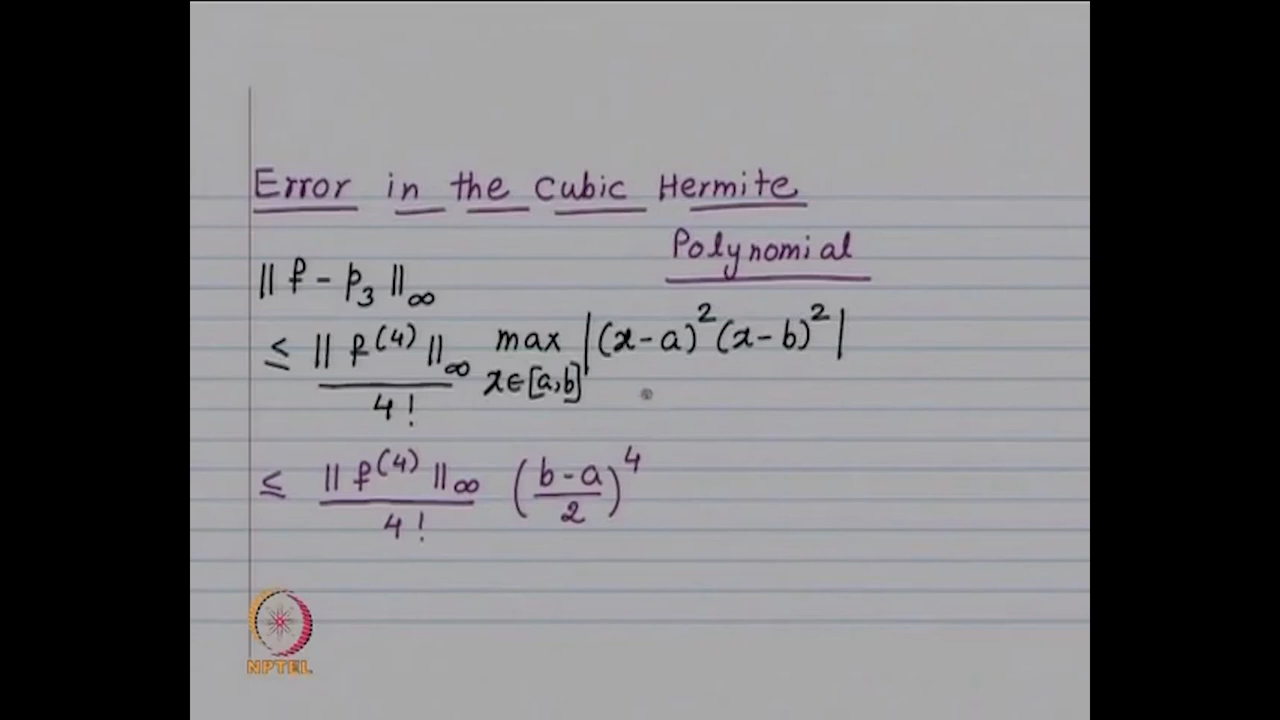 Error in the Cubic Hermite
Polynomial
‖ f - p₃ ‖∞
≤ ‖ f⁽⁴⁾ ‖∞ / 4! max x∈[a,b] |(x-a)²(x-b)²|
≤ ‖ f⁽⁴⁾ ‖∞ / 4! ((b-a)/2)⁴
NPTEL